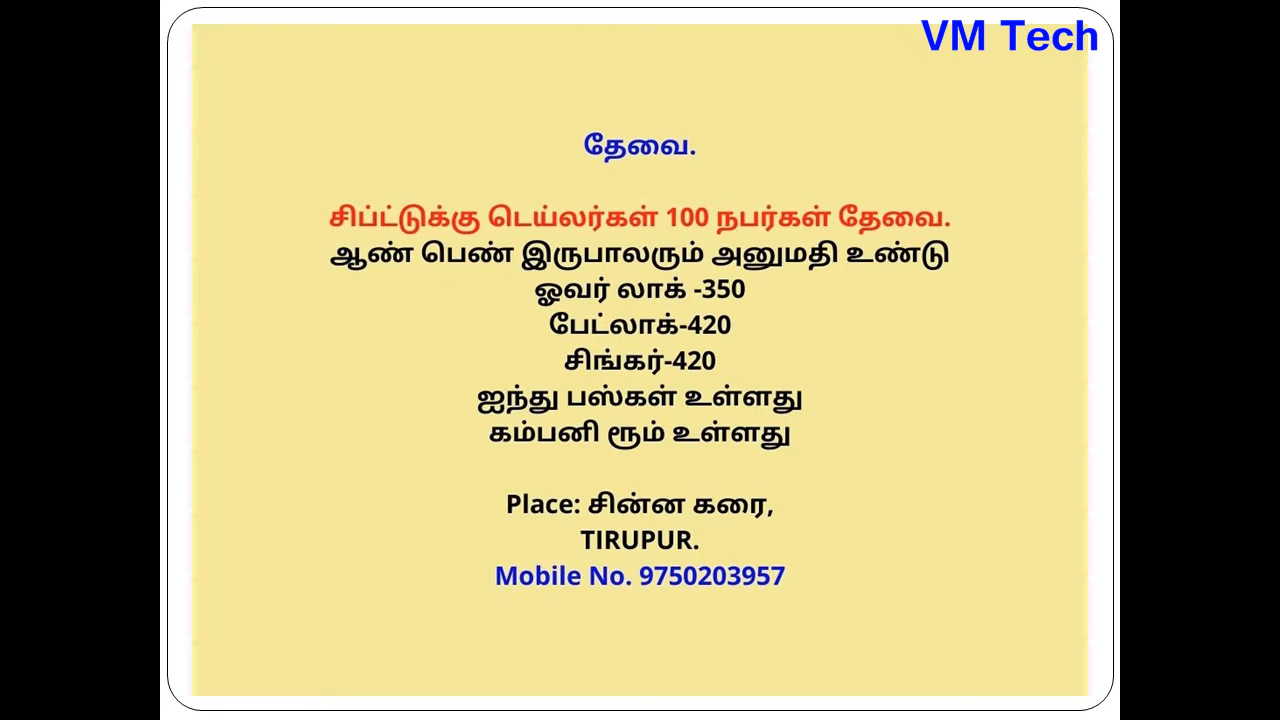 VM Tech
தேவை.
சிப்ட்டுக்கு டெய்லர்கள் 100 நபர்கள் தேவை.
ஆண் பெண் இருபாலரும் அனுமதி உண்டு
ஓவர் லாக் -350
பேட்லாக்-420
சிங்கர்-420
ஐந்து பஸ்கள் உள்ளது
கம்பனி ரூம் உள்ளது
Place: சின்ன கரை,
TIRUPUR.
Mobile No. 9750203957